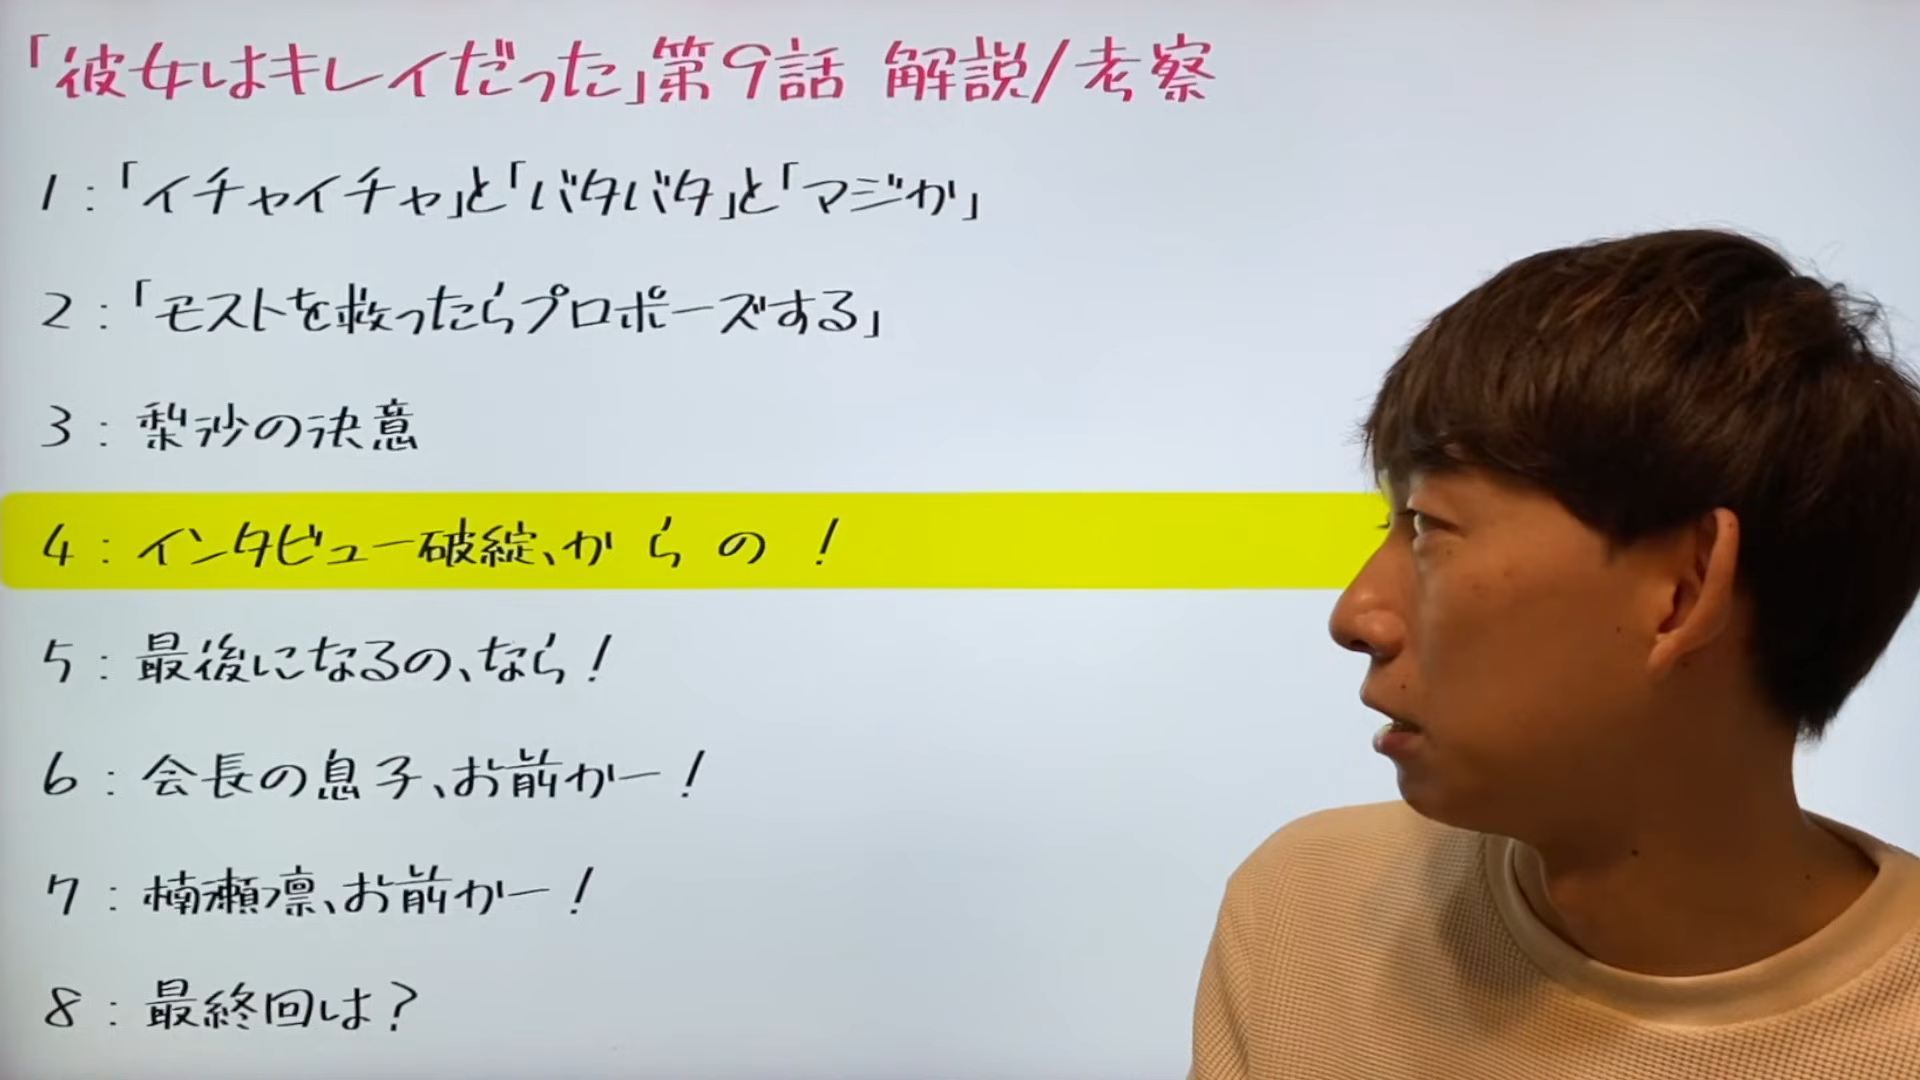 「彼女はキレイだった」第9話 解説/考察
1:「イチャイチャ」と「バタバタ」と「マジか」
2:「モストを救ったらプロポーズする」
3:梨沙の決意
4:インタビュー破綻、からの!
5:最後になるの、なら!
6:会長の息子、お前かー!
7:楠瀬凛、お前かー!
8:最終回は?